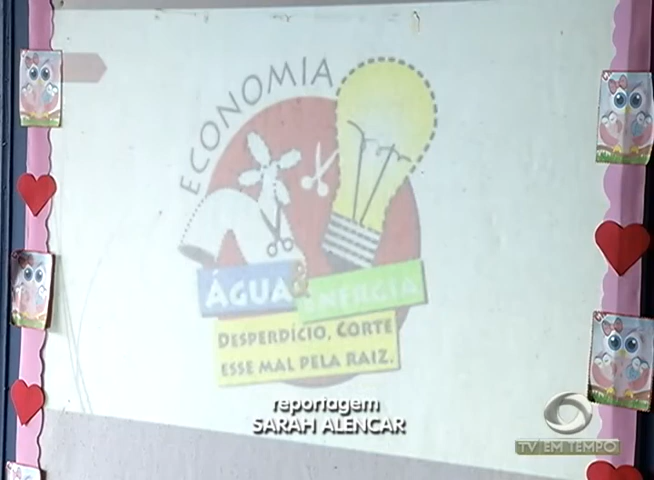 ECONOMIA
ÁGUA &
ENERGIA
DESPERDÍCIO, CORTE
ESSE MAL PELA RAIZ.
reportagem
SARAH ALENCAR
TV EM TEMPO